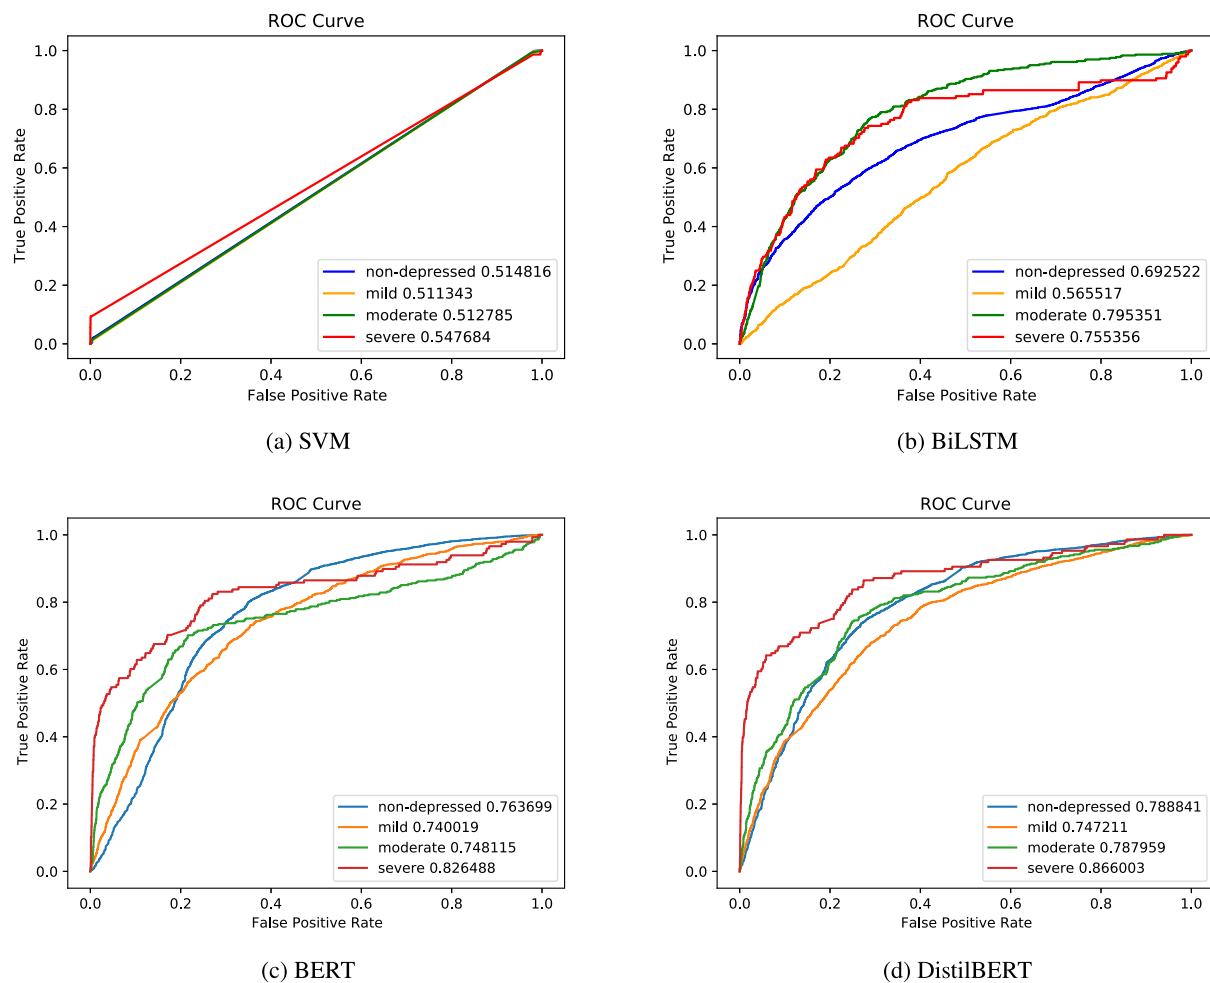 ROC Curve
1.0
0.8
0.6
0.4
0.2
0.0
True Positive Rate
non-depressed 0.514816
mild 0.511343
moderate 0.512785
severe 0.547684
0.0 0.2 0.4 0.6 0.8 1.0
False Positive Rate
(a) SVM
ROC Curve
1.0
0.8
0.6
0.4
0.2
0.0
True Positive Rate
non-depressed 0.692522
mild 0.565517
moderate 0.795351
severe 0.755356
0.0 0.2 0.4 0.6 0.8 1.0
False Positive Rate
(b) BiLSTM
ROC Curve
1.0
0.8
0.6
0.4
0.2
0.0
True Positive Rate
non-depressed 0.763699
mild 0.740019
moderate 0.748115
severe 0.826488
0.0 0.2 0.4 0.6 0.8 1.0
False Positive Rate
(c) BERT
ROC Curve
1.0
0.8
0.6
0.4
0.2
0.0
True Positive Rate
non-depressed 0.788841
mild 0.747211
moderate 0.787959
severe 0.866003
0.0 0.2 0.4 0.6 0.8 1.0
False Positive Rate
(d) DistilBERT